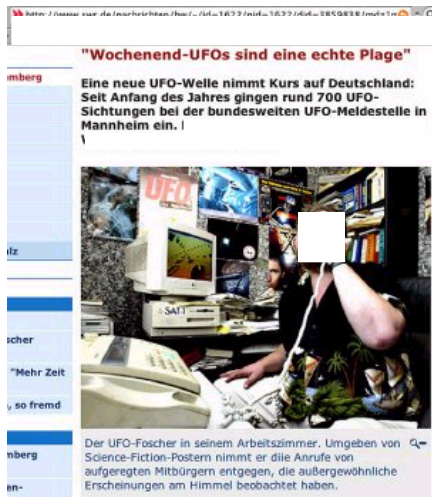 http://www.swr.de/nachrichten/bw/-/id=1622/nid=1622/did=3859838/mdz1m
"Wochenend-UFOs sind eine echte Plage"
emberg
Eine neue UFO-Welle nimmt Kurs auf Deutschland:
Seit Anfang des Jahres gingen rund 700 UFO-
Sichtungen bei der bundesweiten UFO-Meldestelle in
Mannheim ein.
UFO
alz
SATT
scher
"Mehr Zeit
, so fremd
Der UFO-Foscher in seinem Arbeitszimmer. Umgeben von
Science-Fiction-Postern nimmt er diie Anrufe von
aufgeregten Mitbürgern entgegen, die außergewöhnliche
Erscheinungen am Himmel beobachtet haben.
mberg
en-